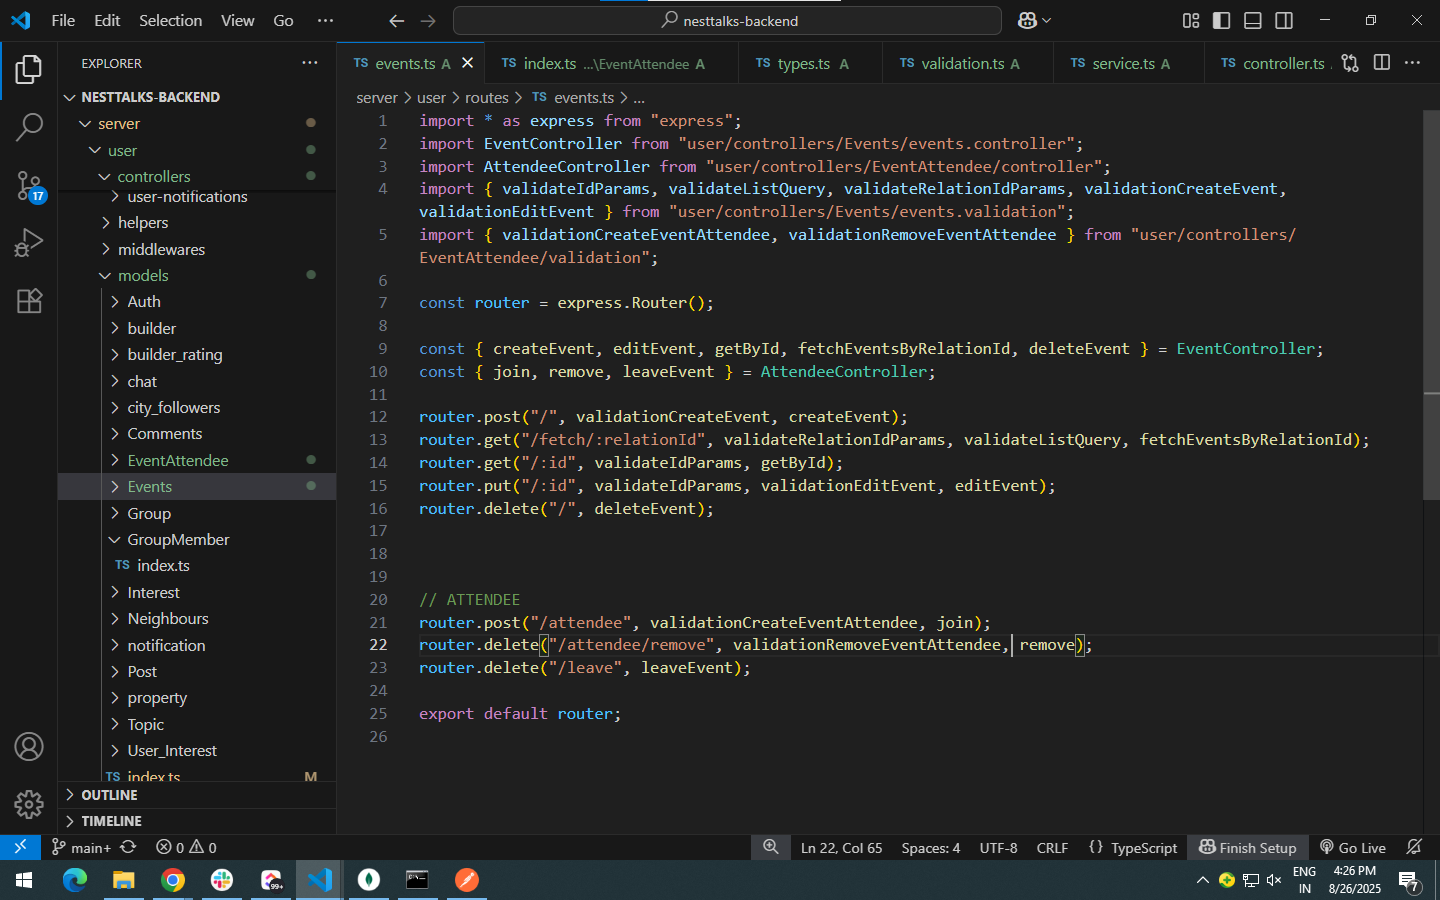 File Edit Selection View Go ···
nesttalks-backend
EXPLORER
NESTTALKS-BACKEND
server
user
controllers
user-notifications
helpers
middlewares
models
Auth
builder
builder_rating
chat
city_followers
Comments
EventAttendee
Events
Group
GroupMember
TS index.ts
Interest
Neighbours
notification
Post
property
Topic
User_Interest
TS index.ts M
OUTLINE
TIMELINE
17
TS events.ts A
TS index.ts ...\EventAttendee A
TS types.ts A
TS validation.ts A
TS service.ts A
TS controller.ts
server > user > routes > TS events.ts > ...
1 import * as express from "express";
2 import EventController from "user/controllers/Events/events.controller";
3 import AttendeeController from "user/controllers/EventAttendee/controller";
4 import { validateIdParams, validateListQuery, validateRelationIdParams, validationCreateEvent,
validationEditEvent } from "user/controllers/Events/events.validation";
5 import { validationCreateEventAttendee, validationRemoveEventAttendee } from "user/controllers/
EventAttendee/validation";
6
7 const router = express.Router();
8
9 const { createEvent, editEvent, getById, fetchEventsByRelationId, deleteEvent } = EventController;
10 const { join, remove, leaveEvent } = AttendeeController;
11
12 router.post("/", validationCreateEvent, createEvent);
13 router.get("/fetch/:relationId", validateRelationIdParams, validateListQuery, fetchEventsByRelationId);
14 router.get("/:id", validateIdParams, getById);
15 router.put("/:id", validateIdParams, validationEditEvent, editEvent);
16 router.delete("/", deleteEvent);
17
18
19
20 // ATTENDEE
21 router.post("/attendee", validationCreateEventAttendee, join);
22 router.delete("/attendee/remove", validationRemoveEventAttendee, remove);
23 router.delete("/leave", leaveEvent);
24
25 export default router;
26
main+ 0 0
Ln 22, Col 65 Spaces: 4 UTF-8 CRLF {} TypeScript Finish Setup Go Live
99+
ENG
IN
4:26 PM
8/26/2025
7